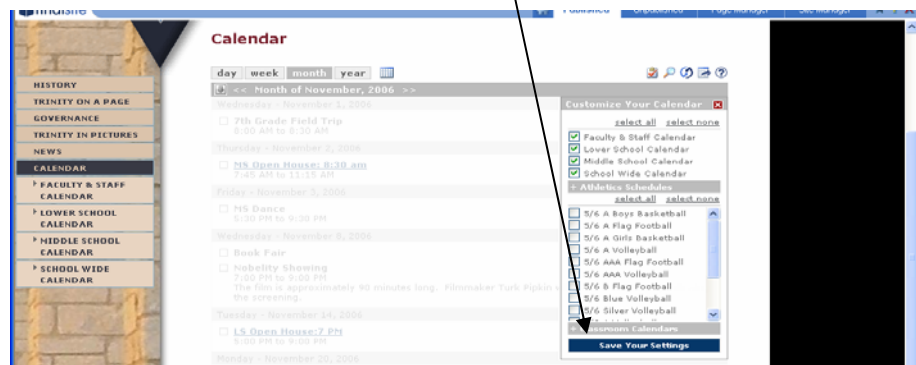 Published Unpublished Page Manager Site Manager
Calendar
day week month year
<< Month of November, 2006 >>
HISTORY
TRINITY ON A PAGE
GOVERNANCE
TRINITY IN PICTURES
NEWS
CALENDAR
FACULTY & STAFF
CALENDAR
LOWER SCHOOL
CALENDAR
MIDDLE SCHOOL
CALENDAR
SCHOOL WIDE
CALENDAR
Wednesday - November 1, 2006
7th Grade Field Trip
8:00 AM to 8:30 AM
Thursday - November 2, 2006
MS Open House: 8:30 am
7:45 AM to 11:15 AM
Friday - November 3, 2006
MS Dance
5:30 PM to 9:30 PM
Wednesday - November 8, 2006
Book Fair
Nobelity Showing
7:00 PM to 9:00 PM
The film is approximately 90 minutes long. Filmmaker Turk Pipkin
the screening.
Tuesday - November 14, 2006
LS Open House:7 PM
5:00 PM to 9:00 PM
Monday - November 20, 2006
Customize Your Calendar
select all select none
Faculty & Staff Calendar
Lower School Calendar
Middle School Calendar
School Wide Calendar
+ Athletics Schedules
select all select none
5/6 A Boys Basketball
5/6 A Flag Football
5/6 A Girls Basketball
5/6 A Volleyball
5/6 AAA Flag Football
5/6 AAA Volleyball
5/6 B Flag Football
5/6 Blue Volleyball
5/6 Silver Volleyball
+ Classroom Calendars
Save Your Settings